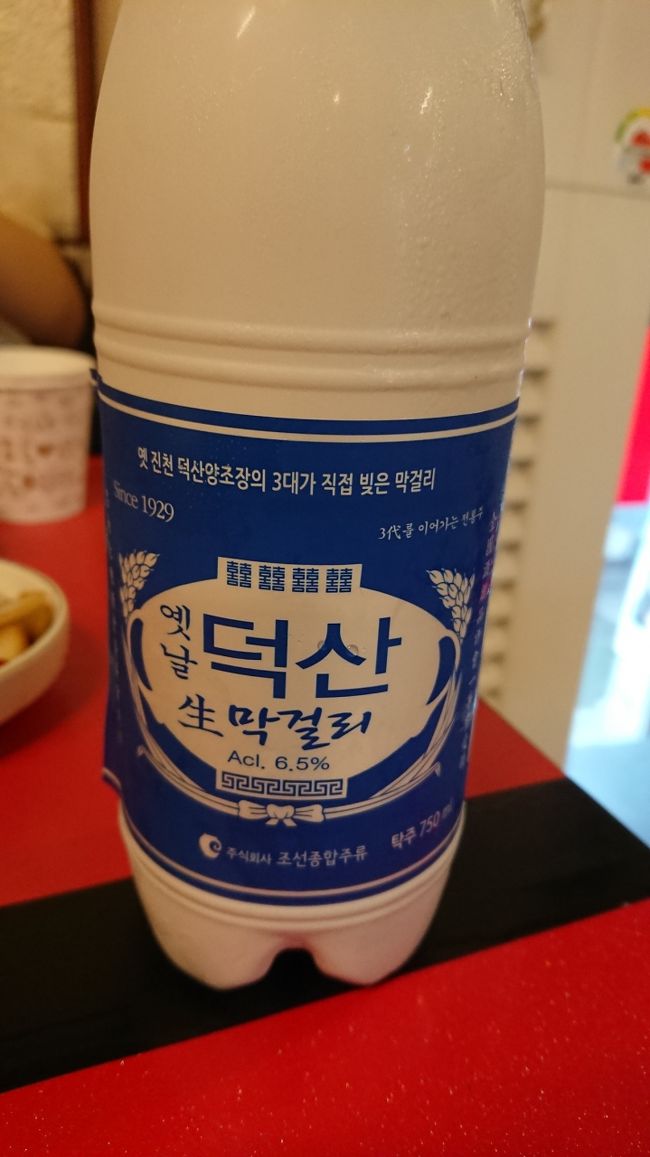 옛 진천 덕산양조장의 3대가 직접 빚은 막걸리
Since 1929
3代를 이어가는 전통주
囍 囍 囍 囍
옛날
덕산
生막걸리
Acl. 6.5%
주식회사 조선종합주류
탁주 750 mL